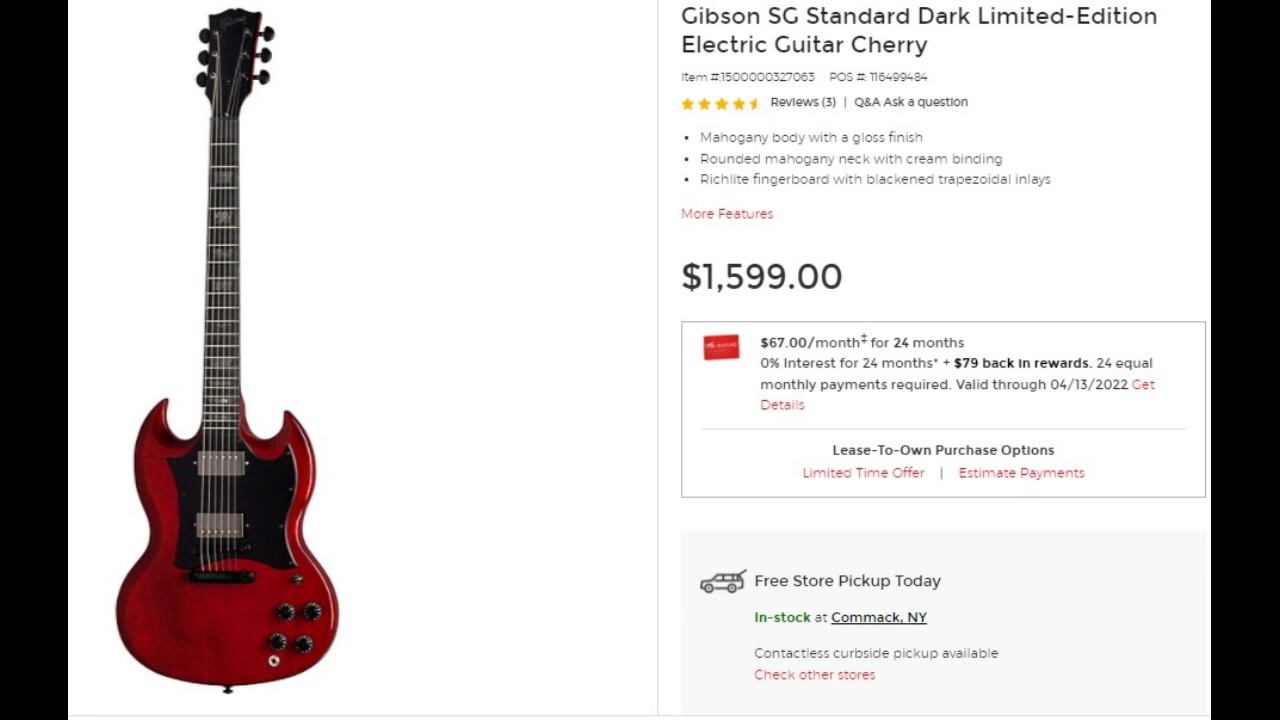 Gibson SG Standard Dark Limited-Edition
Electric Guitar Cherry
Item #:1500000327063 POS #: 116499484
Reviews (3) | Q&A Ask a question
• Mahogany body with a gloss finish
• Rounded mahogany neck with cream binding
• Richlite fingerboard with blackened trapezoidal inlays
More Features
$1,599.00
$67.00/month‡ for 24 months
0% Interest for 24 months* + $79 back in rewards. 24 equal
monthly payments required. Valid through 04/13/2022 Get
Details
Lease-To-Own Purchase Options
Limited Time Offer | Estimate Payments
Free Store Pickup Today
In-stock at Commack, NY
Contactless curbside pickup available
Check other stores